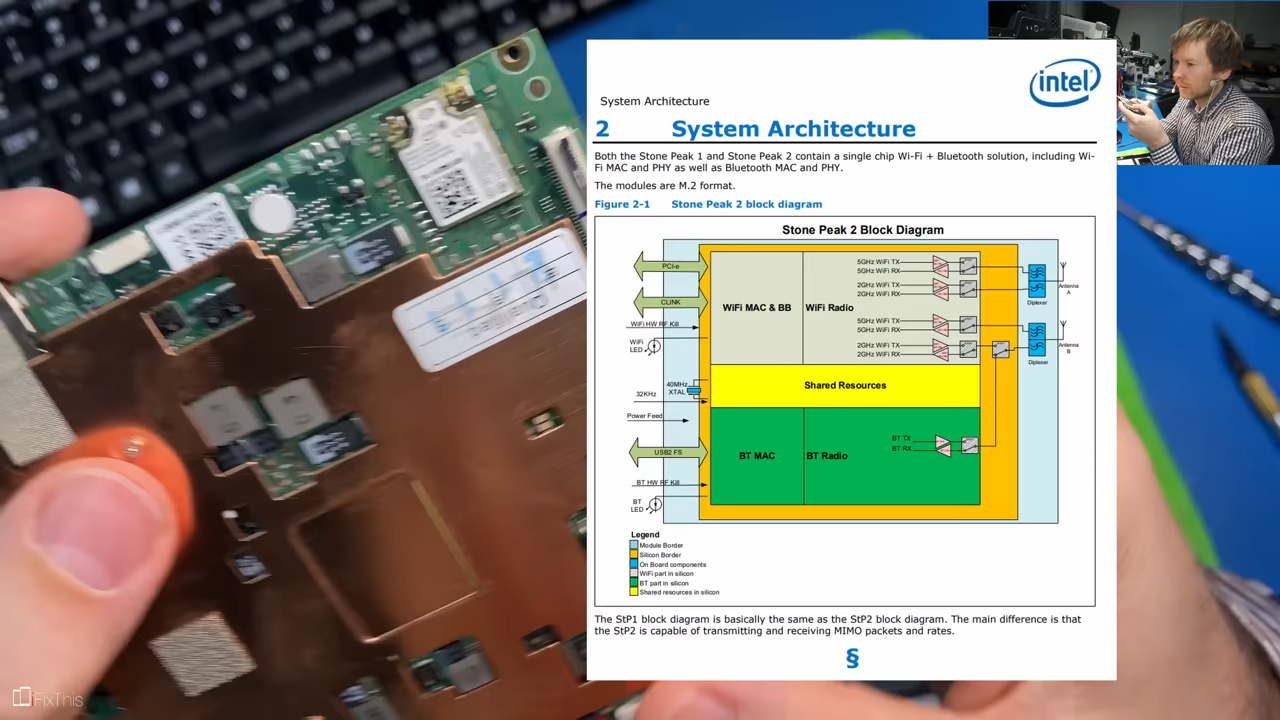 intel
System Architecture
2 System Architecture
Both the Stone Peak 1 and Stone Peak 2 contain a single chip Wi-Fi + Bluetooth solution, including Wi-
Fi MAC and PHY as well as Bluetooth MAC and PHY.
The modules are M.2 format.
Figure 2-1 Stone Peak 2 block diagram
Stone Peak 2 Block Diagram
PCI-e
CLINK
WiFi HW RF Kill
WiFi
LED
40MHz
XTAL
32KHz
Power Feed
USB2 FS
BT HW RF Kill
BT
LED
WiFi MAC & BB
WiFi Radio
5GHz WiFi TX
5GHz WiFi RX
2GHz WiFi TX
2GHz WiFi RX
5GHz WiFi TX
5GHz WiFi RX
2GHz WiFi TX
2GHz WiFi RX
Diplexer
Antenna
A
Diplexer
Antenna
B
Shared Resources
BT MAC
BT Radio
BT TX
BT RX
Legend
Module Border
Silicon Border
On Board components
WiFi part in silicon
BT part in silicon
Shared resources in silicon
The StP1 block diagram is basically the same as the StP2 block diagram. The main difference is that
the StP2 is capable of transmitting and receiving MIMO packets and rates.
§
iFixThis